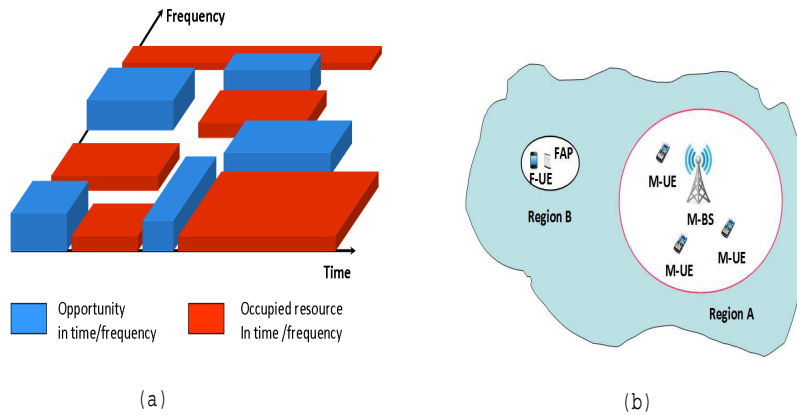 Frequency
Time
Opportunity
in time/frequency
Occupied resource
In time /frequency
(a)
FAP
F-UE
Region B
M-UE
M-BS
M-UE
M-UE
Region A
(b)